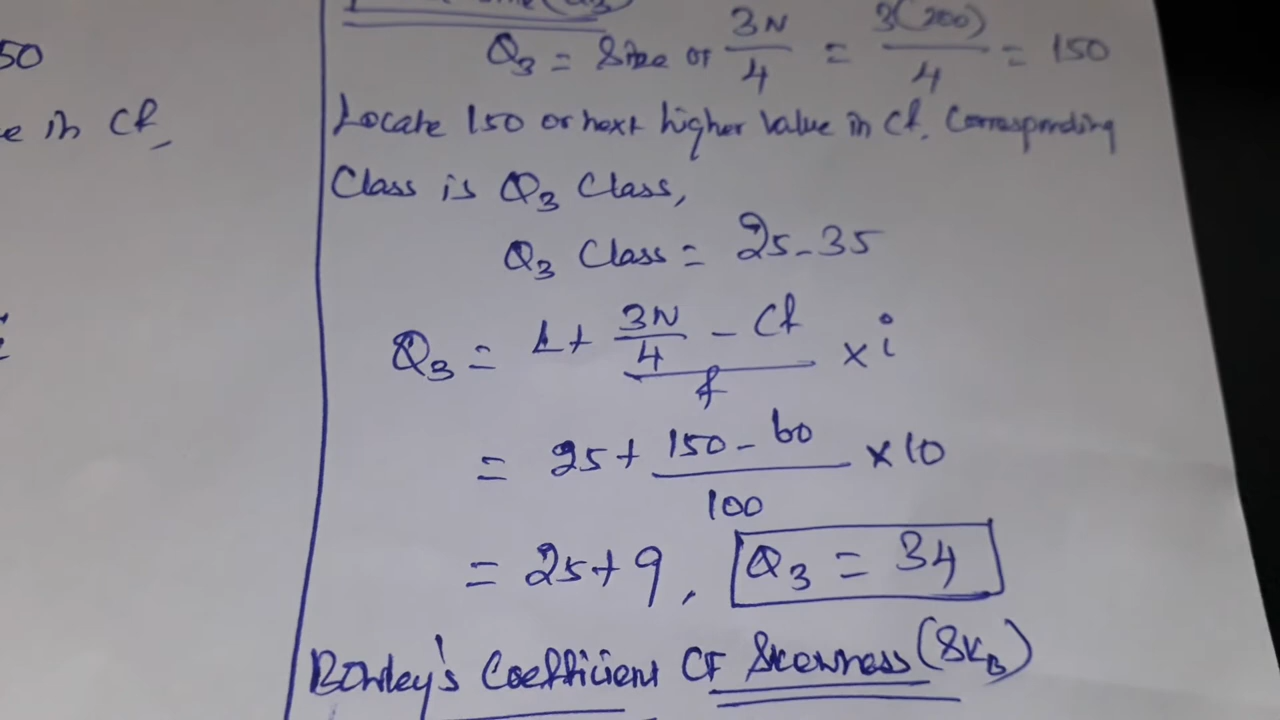 50
e in Cf,
Q3 = Size of 3N/4 = 3(200)/4 = 150
Locate 150 or next higher value in Cf. Corresponding
Class is Q3 Class,
Q3 Class = 25-35
Q3 = L + 3N/4 - Cf / f × i
= 25 + 150 - 60 / 100 × 10
= 25 + 9, Q3 = 34
Bowley's Coefficient Of Skewness (SKB)